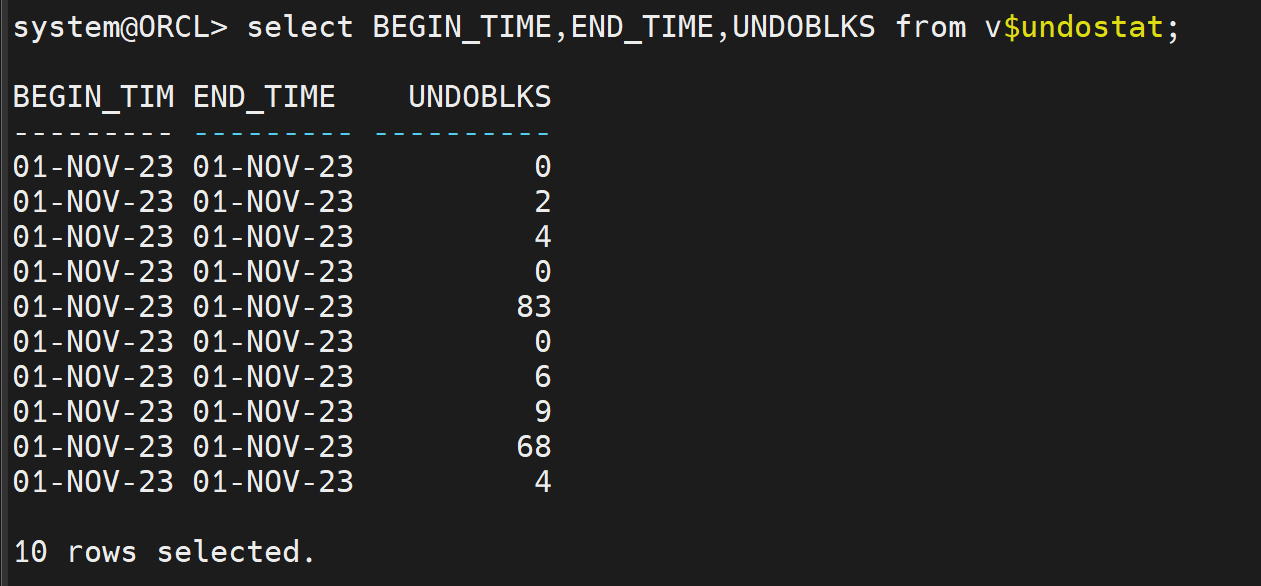 system@ORCL> select BEGIN_TIME,END_TIME,UNDOBLKS from v$undostat;
BEGIN_TIM END_TIME    UNDOBLKS
--------- --------- ----------
01-NOV-23 01-NOV-23          0
01-NOV-23 01-NOV-23          2
01-NOV-23 01-NOV-23          4
01-NOV-23 01-NOV-23          0
01-NOV-23 01-NOV-23         83
01-NOV-23 01-NOV-23          0
01-NOV-23 01-NOV-23          6
01-NOV-23 01-NOV-23          9
01-NOV-23 01-NOV-23         68
01-NOV-23 01-NOV-23          4
10 rows selected.